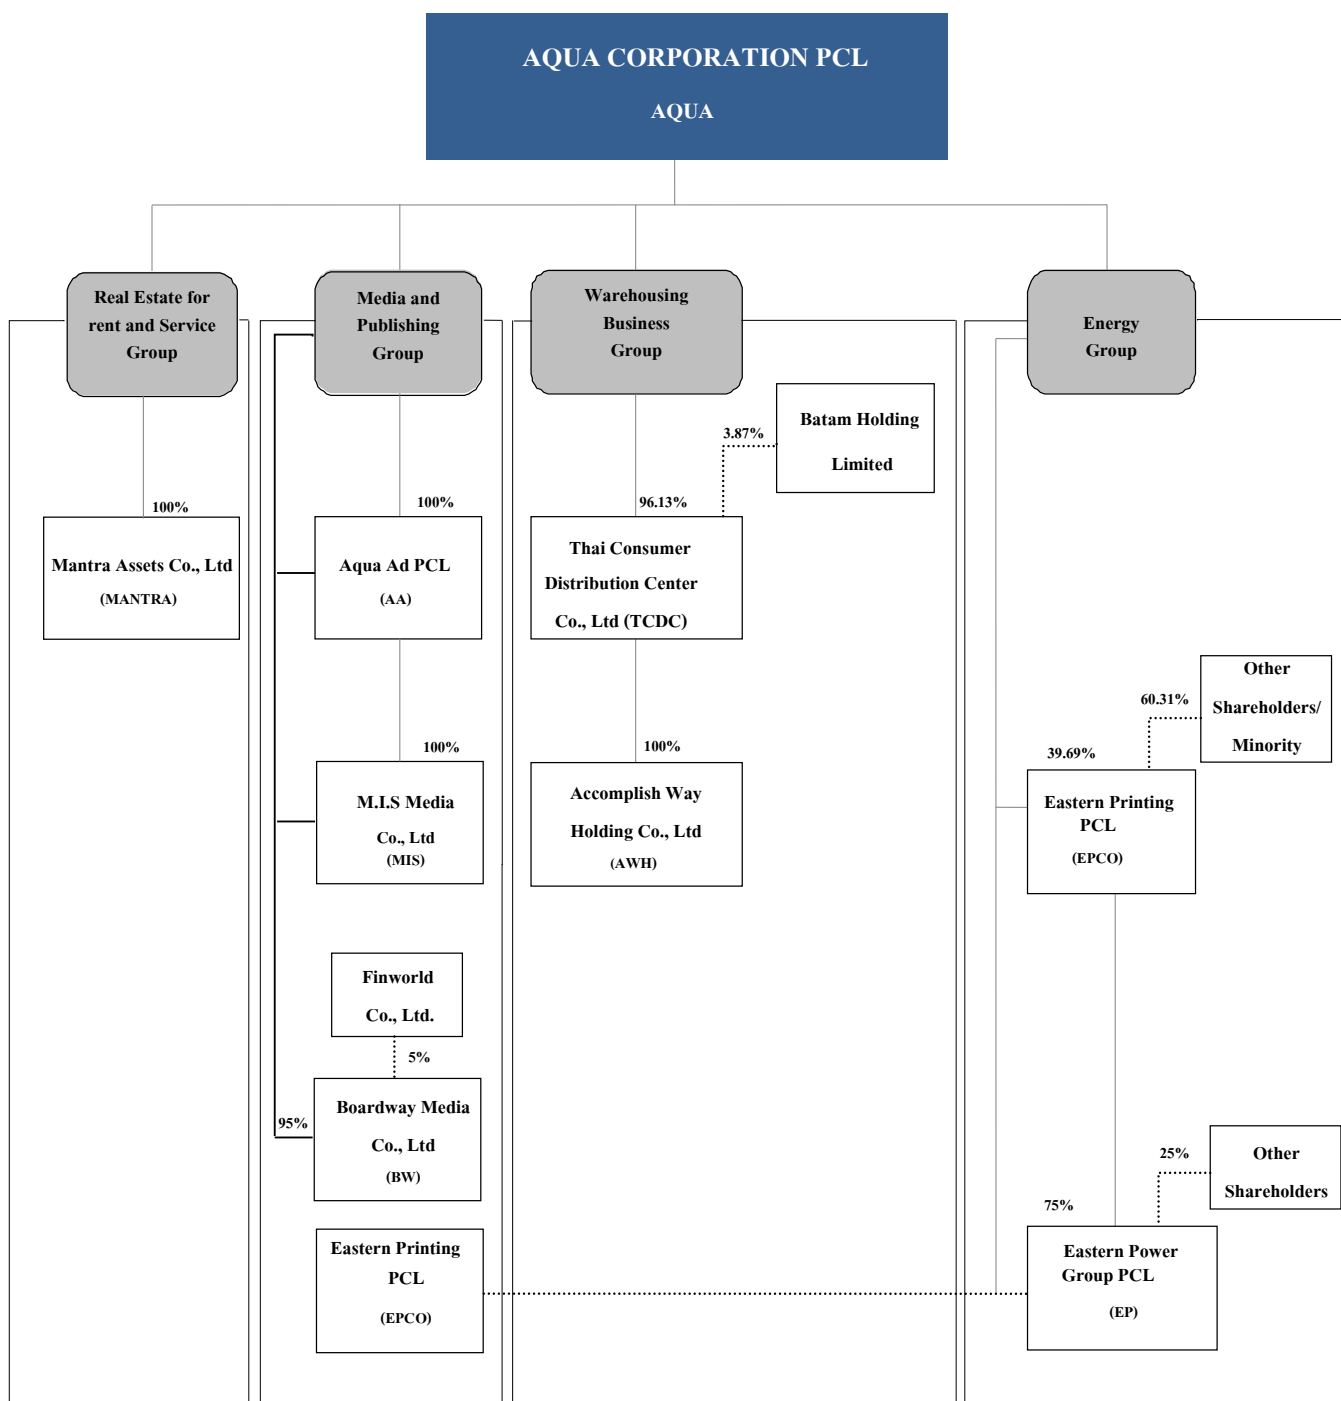 AQUA CORPORATION PCL
AQUA
Real Estate for
rent and Service
Group
Media and
Publishing
Group
Warehousing
Business
Group
Energy
Group
Batam Holding
Limited
3.87%
100%
Mantra Assets Co., Ltd
(MANTRA)
100%
Aqua Ad PCL
(AA)
96.13%
Thai Consumer
Distribution Center
Co., Ltd (TCDC)
100%
M.I.S Media
Co., Ltd
(MIS)
100%
Accomplish Way
Holding Co., Ltd
(AWH)
Other
Shareholders/
Minority
60.31%
39.69%
Eastern Printing
PCL
(EPCO)
Finworld
Co., Ltd.
5%
95%
Boardway Media
Co., Ltd
(BW)
25%
Other
Shareholders
75%
Eastern Printing
PCL
(EPCO)
Eastern Power
Group PCL
(EP)